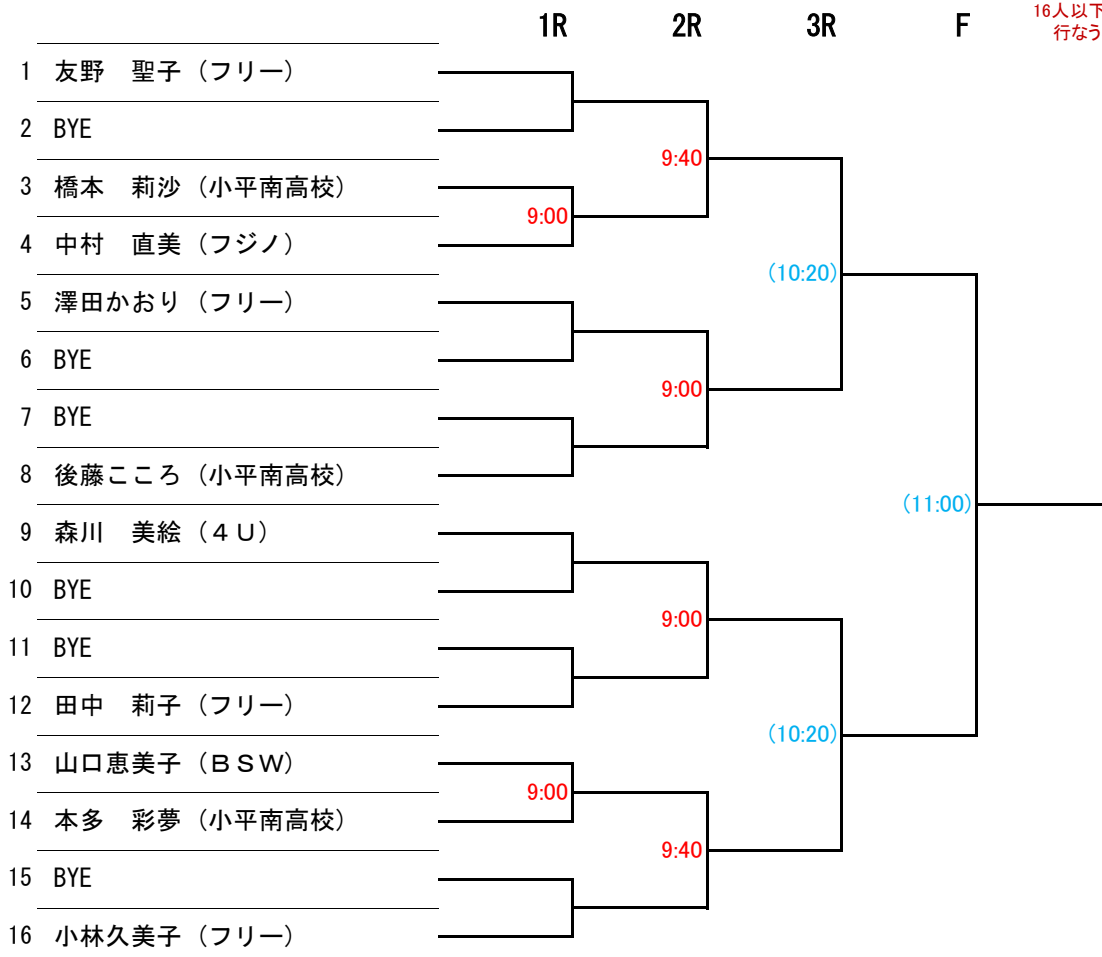 1R 2R 3R F 16人以下
行なう
1 友野　聖子（フリー）
2 BYE
9:40
3 橋本　莉沙（小平南高校）
9:00
4 中村　直美（フジノ）
(10:20)
5 澤田かおり（フリー）
6 BYE
9:00
7 BYE
8 後藤こころ（小平南高校）
(11:00)
9 森川　美絵（４Ｕ）
10 BYE
9:00
11 BYE
12 田中　莉子（フリー）
(10:20)
13 山口恵美子（ＢＳＷ）
9:00
14 本多　彩夢（小平南高校）
9:40
15 BYE
16 小林久美子（フリー）